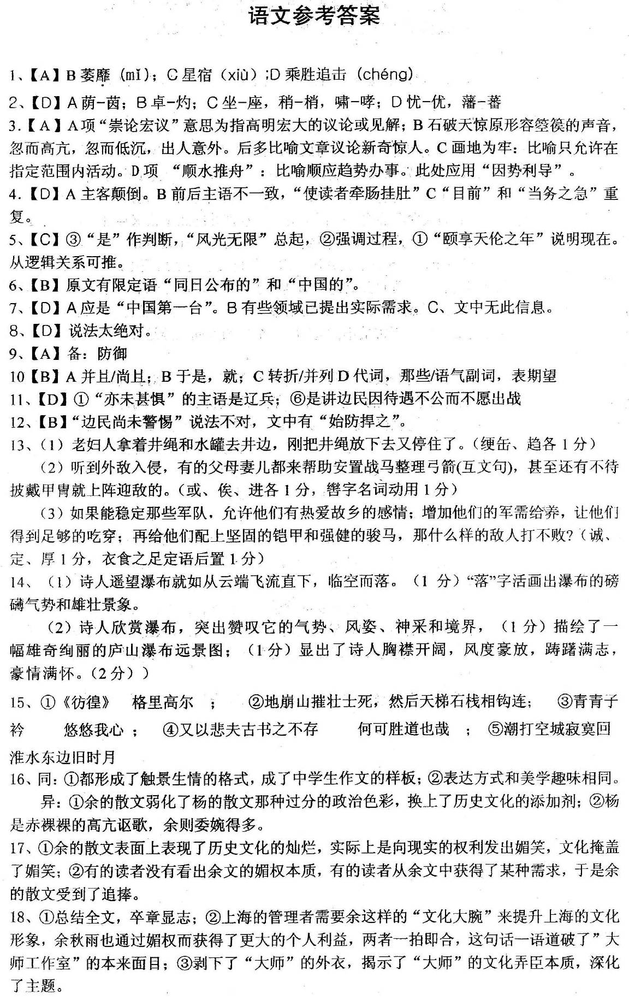 语文参考答案
1、【A】B 萎靡（mǐ）；C 星宿（xiù）;D 乘胜追击（chéng）
2、【D】A 荫-茵；B 卓-灼；C 坐-座，稍-梢，啸-哮；D 忧-优，藩-蕃
3.【A】A项“崇论宏议”意思为指高明宏大的议论或见解；B 石破天惊原形容箜篌的声音，
忽而高亢，忽而低沉，出人意外。后多比喻文章议论新奇惊人。C 画地为牢：比喻只允许在
指定范围内活动。D项 “顺水推舟”：比喻顺应趋势办事。此处应用“因势利导”。
4.【D】A 主客颠倒。B 前后主语不一致，“使读者牵肠挂肚”C“目前”和“当务之急”重
复。
5、【C】③“是”作判断，“风光无限”总起，②强调过程，①“颐享天伦之年”说明现在。
从逻辑关系可推。
6、【B】原文有限定语“同日公布的”和“中国的”。
7、【D】A应是“中国第一台”。B 有些领域已提出实际需求。C、文中无此信息。
8、【D】说法太绝对。
9、【A】备：防御
10【B】A 并且/尚且；B 于是，就；C 转折/并列 D 代词，那些/语气副词，表期望
11、【D】①“亦未甚惧”的主语是辽兵；⑥是讲边民因待遇不公而不愿出战
12、【B】“边民尚未警惕”说法不对，文中有“始防捍之”。
13、（1）老妇人拿着井绳和水罐去井边，刚把井绳放下去又停住了。（绠缶、趋各 1 分）
（2）听到外敌入侵，有的父母妻儿都来帮助安置战马整理弓箭(互文句)，甚至还有不待
披戴甲胄就上阵迎敌的。（或、俟、进各 1 分，辔字名词动用 1 分）
（3）如果能稳定那些军队，允许他们有热爱故乡的感情；增加他们的军需给养，让他们
得到足够的吃穿；再给他们配上坚固的铠甲和强健的骏马，那什么样的敌人打不败?（诚、
定、厚 1 分，衣食之足定语后置 1 分）
14、（1）诗人遥望瀑布就如从云端飞流直下，临空而落。（1 分）“落”字活画出瀑布的磅
礴气势和雄壮景象。
（2）诗人欣赏瀑布，突出赞叹它的气势、风姿、神采和境界，（1 分）描绘了一
幅雄奇绚丽的庐山瀑布远景图；（1分）显出了诗人胸襟开阔，风度豪放，踌躇满志，
豪情满怀。（2 分））
15、①《彷徨》 格里高尔 ； ②地崩山摧壮士死，然后天梯石栈相钩连； ③青青子
衿 悠悠我心 ； ④又以悲夫古书之不存 何可胜道也哉 ； ⑤潮打空城寂寞回
淮水东边旧时月
16、同：①都形成了触景生情的格式，成了中学生作文的样板；②表达方式和美学趣味相同。
异：①余的散文弱化了杨的散文那种过分的政治色彩，换上了历史文化的添加剂；②杨
是赤裸裸的高亢讴歌，余则委婉得多。
17、①余的散文表面上表现了历史文化的灿烂，实际上是向现实的权利发出媚笑，文化掩盖
了媚笑；②有的读者没有看出余文的媚权本质，有的读者从余文中获得了某种需求，于是余
的散文受到了追捧。
18、①总结全文，卒章显志；②上海的管理者需要余这样的“文化大腕”来提升上海的文化
形象，余秋雨也通过媚权而获得了更大的个人利益，两者一拍即合，这句话一语道破了”大
师工作室”的本来面目；③剥下了“大师”的外衣，揭示了“大师”的文化弄臣本质，深化
了主题。